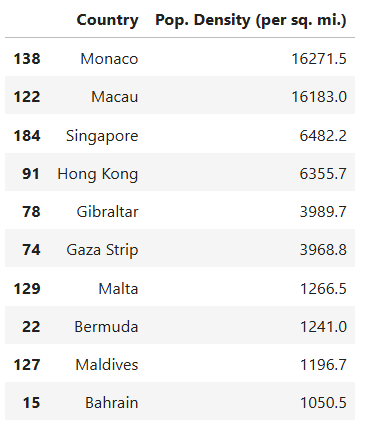 Country Pop. Density (per sq. mi.)
138 Monaco 16271.5
122 Macau 16183.0
184 Singapore 6482.2
91 Hong Kong 6355.7
78 Gibraltar 3989.7
74 Gaza Strip 3968.8
129 Malta 1266.5
22 Bermuda 1241.0
127 Maldives 1196.7
15 Bahrain 1050.5